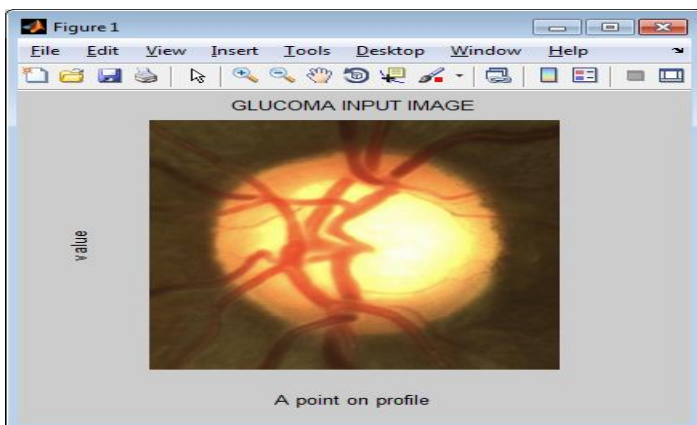 Figure 1
File Edit View Insert Tools Desktop Window Help
GLUCOMA INPUT IMAGE
value
A point on profile